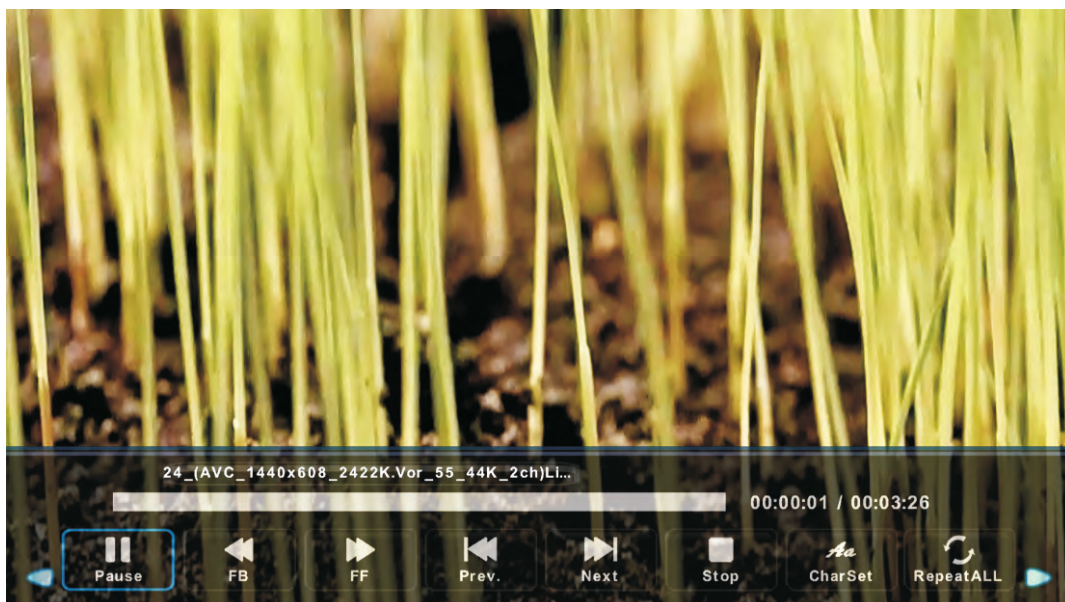 24_(AVC_1440x608_2422K.Vor_55_44K_2ch)Li...
00:00:01 / 00:03:26
Pause FB FF Prev. Next Stop Aa CharSet RepeatALL